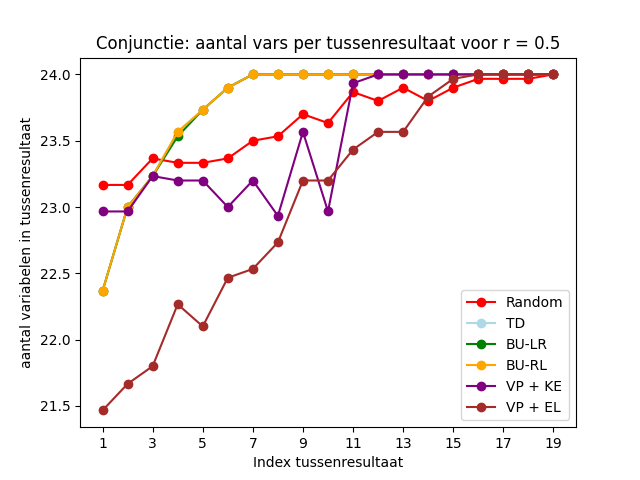 Conjunctie: aantal vars per tussenresultaat voor r = 0.5
aantal variabelen in tussenresultaat
24.0
23.5
23.0
22.5
22.0
21.5
1 3 5 7 9 11 13 15 17 19
Index tussenresultaat
Random
TD
BU-LR
BU-RL
VP + KE
VP + EL